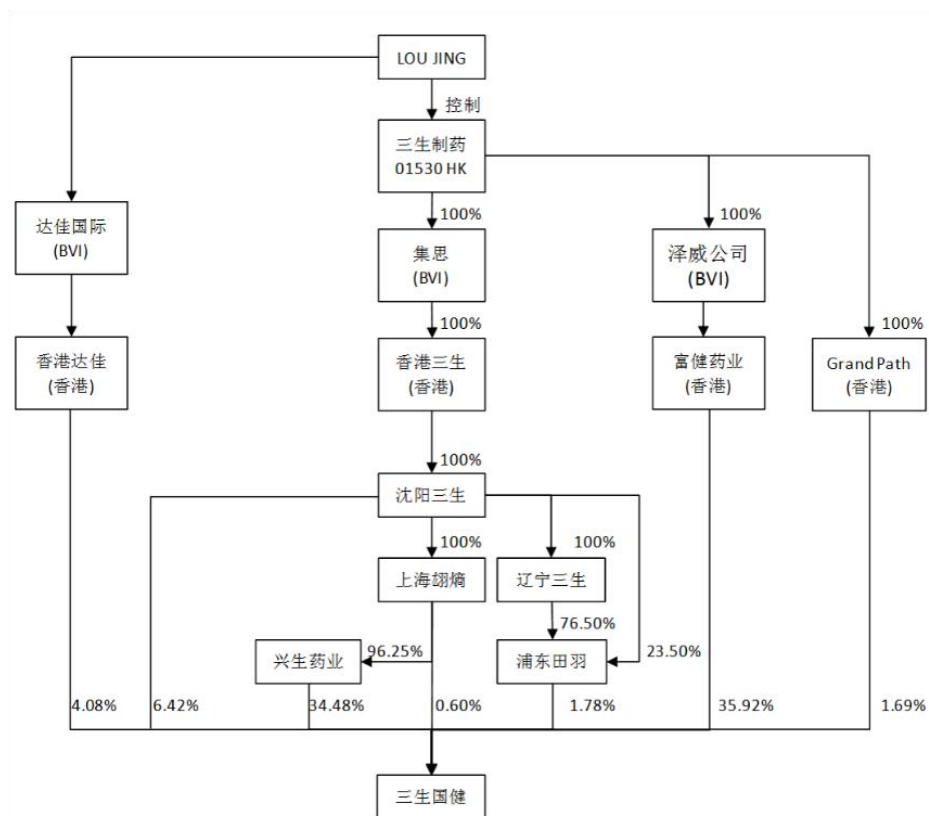 LOU JING
控制
三生制药
01530 HK
100%
100%
达佳国际
(BVI)
集思
(BVI)
泽威公司
(BVI)
100%
100%
香港达佳
(香港)
香港三生
(香港)
富健药业
(香港)
Grand Path
(香港)
100%
沈阳三生
100%
100%
上海翃熵
辽宁三生
76.50%
96.25%
23.50%
兴生药业
浦东田羽
4.08%
6.42%
34.48%
0.60%
1.78%
35.92%
1.69%
三生国健